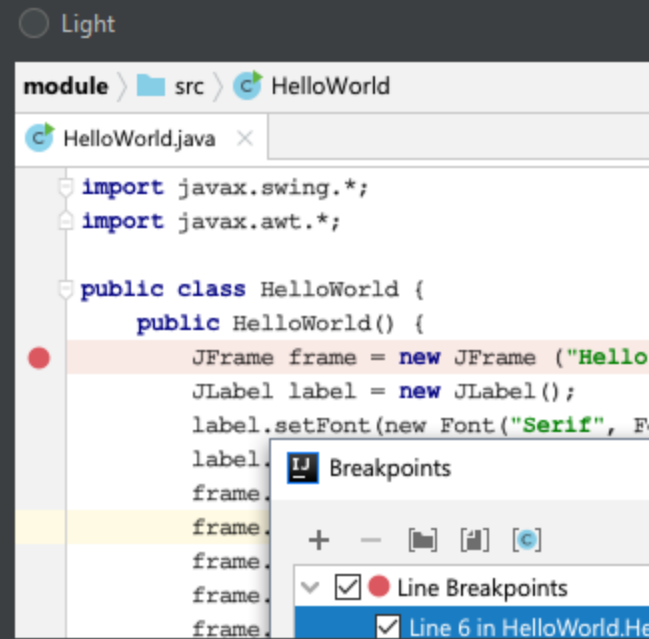 Light
module src HelloWorld
HelloWorld.java
import javax.swing.*;
import javax.awt.*;
public class HelloWorld {
public HelloWorld() {
JFrame frame = new JFrame ("Hello
JLabel label = new JLabel();
label.setFont(new Font("Serif", F
label.
frame.
frame.
frame.
frame.
frame.
IJ Breakpoints
Line Breakpoints
Line 6 in HelloWorld.He